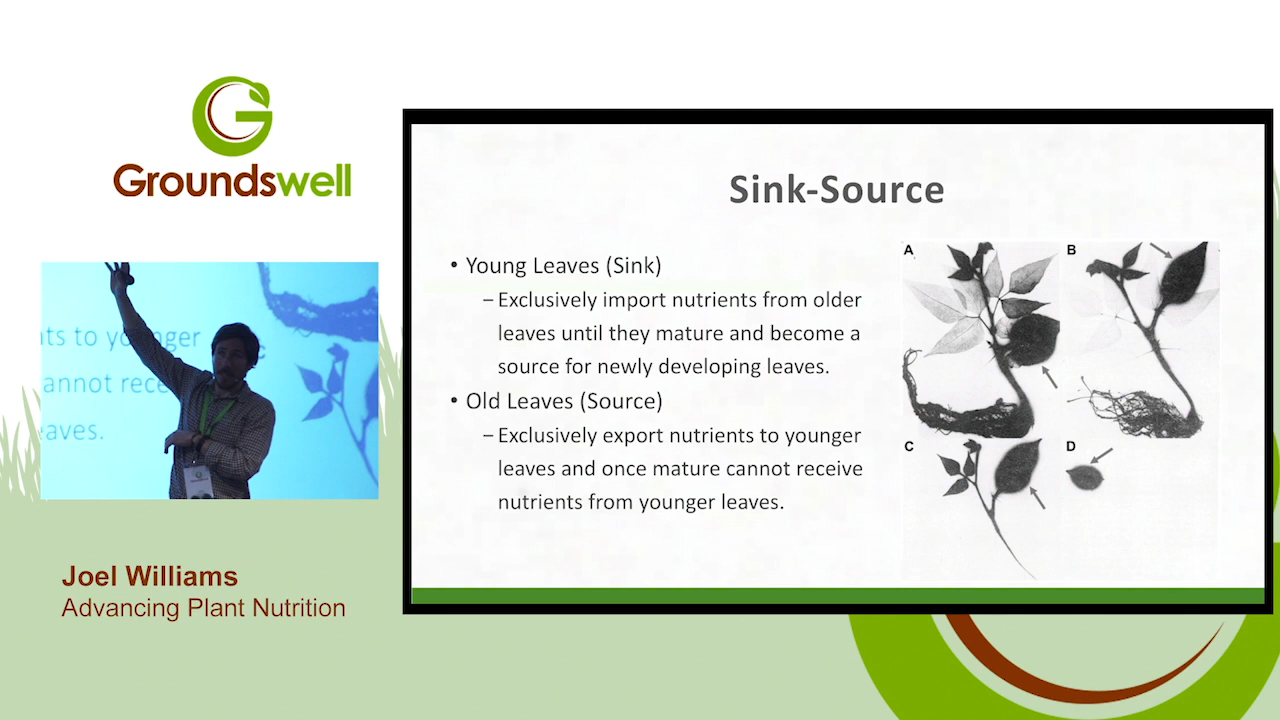 Groundswell
Sink-Source
• Young Leaves (Sink)
– Exclusively import nutrients from older
leaves until they mature and become a
source for newly developing leaves.
• Old Leaves (Source)
– Exclusively export nutrients to younger
leaves and once mature cannot receive
nutrients from younger leaves.
A
B
C
D
nts to younger
annot rece
eaves.
Joel Williams
Advancing Plant Nutrition